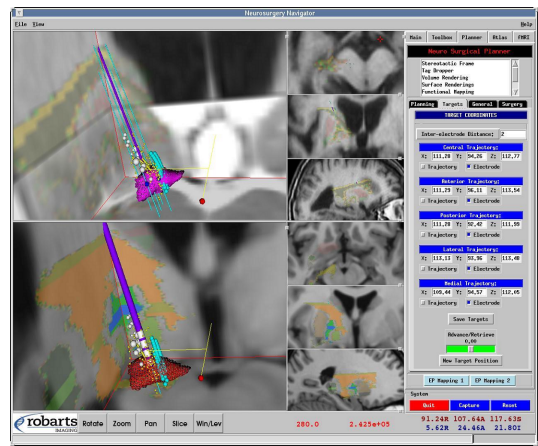 Neurosurgery Navigator
File View Help
Main Toolbox Planner Atlas fMRI
Neuro Surgical Planner
Stereotactic Frame
Tag Dropper
Volume Rendering
Surface Renderings
Functional Mapping
Planning Targets General Surgery
TARGET COORDINATES
Inter-electrode Distance: 2
Central Trajectory:
X: 111,28 Y: 94,26 Z: 112,77
Trajectory Electrode
Anterior Trajectory:
X: 111,29 Y: 96,11 Z: 113,54
Trajectory Electrode
Posterior Trajectory:
X: 111,28 Y: 92,42 Z: 111,99
Trajectory Electrode
Lateral Trajectory:
X: 113,13 Y: 93,96 Z: 113,48
Trajectory Electrode
Medial Trajectory:
X: 109,44 Y: 94,57 Z: 112,05
Trajectory Electrode
Save Targets
Advance/Retrieve
0,00
New Target Position
EP Mapping 1 EP Mapping 2
System
Quit Capture Reset
robarts
IMAGING
Rotate Zoom Pan Slice Win/Lev
280.0 2.425e+05
91.24R 107.64A 117.63S
5.62R 24.46A 21.80I